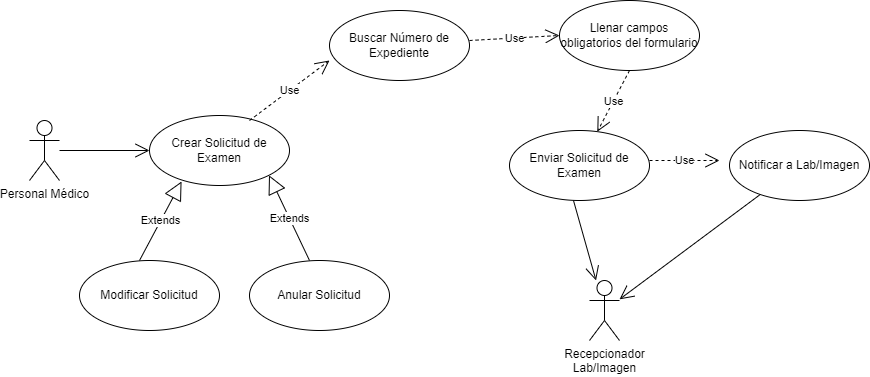 Buscar Número de
Expediente
Use
Llenar campos
obligatorios del formulario
Use
Use
Crear Solicitud de
Examen
Personal Médico
Enviar Solicitud de
Examen
Use
Notificar a Lab/Imagen
Extends
Extends
Modificar Solicitud
Anular Solicitud
Recepcionador
Lab/Imagen